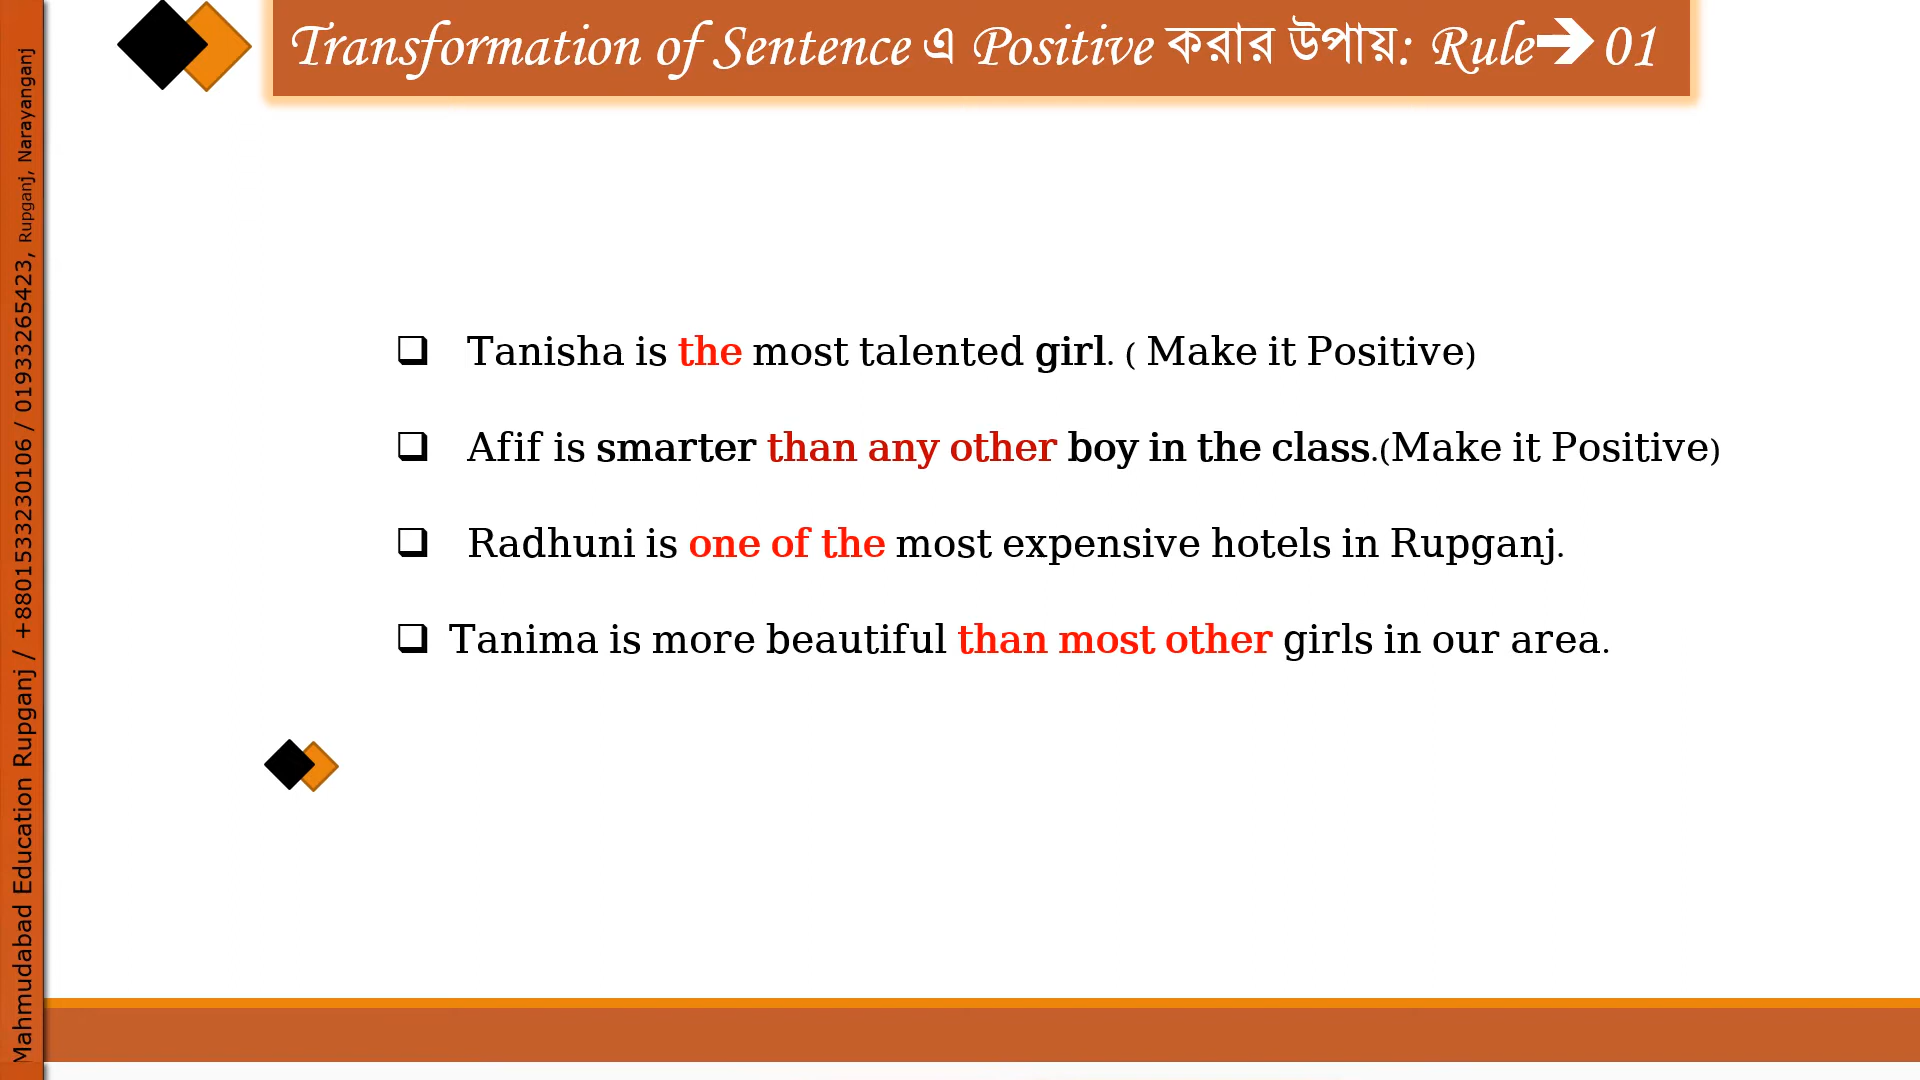 Transformation of Sentence এ Positive করার উপায়: Rule🡺01
❑ Tanisha is the most talented girl. ( Make it Positive)
❑ Afif is smarter than any other boy in the class.(Make it Positive)
❑ Radhuni is one of the most expensive hotels in Rupganj.
❑ Tanima is more beautiful than most other girls in our area.
Mahmudabad Education Rupganj / +8801533230106 / 01933265423, Rupganj, Narayanganj